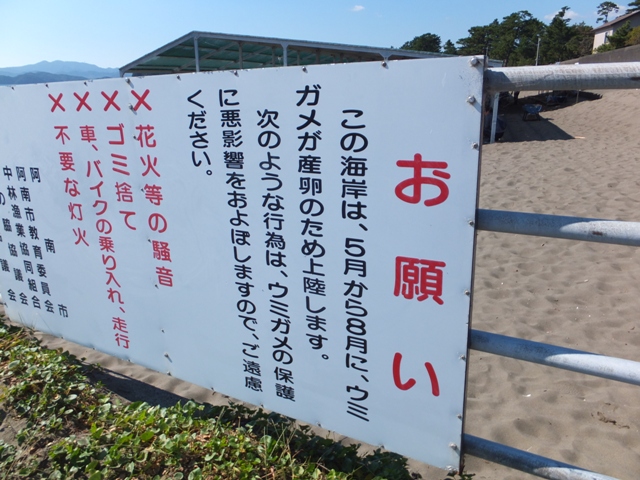 お願い
この海岸は、5月から8月に、ウミ
ガメが産卵のため上陸します。
次のような行為は、ウミガメの保護
に悪影響をおよぼしますので、ご遠慮
ください。
×花火等の騒音
×ゴミ捨て
×車、バイクの乗り入れ、走行
×不要な灯火
阿南市
阿南市教育委員会
中林漁業協同組合